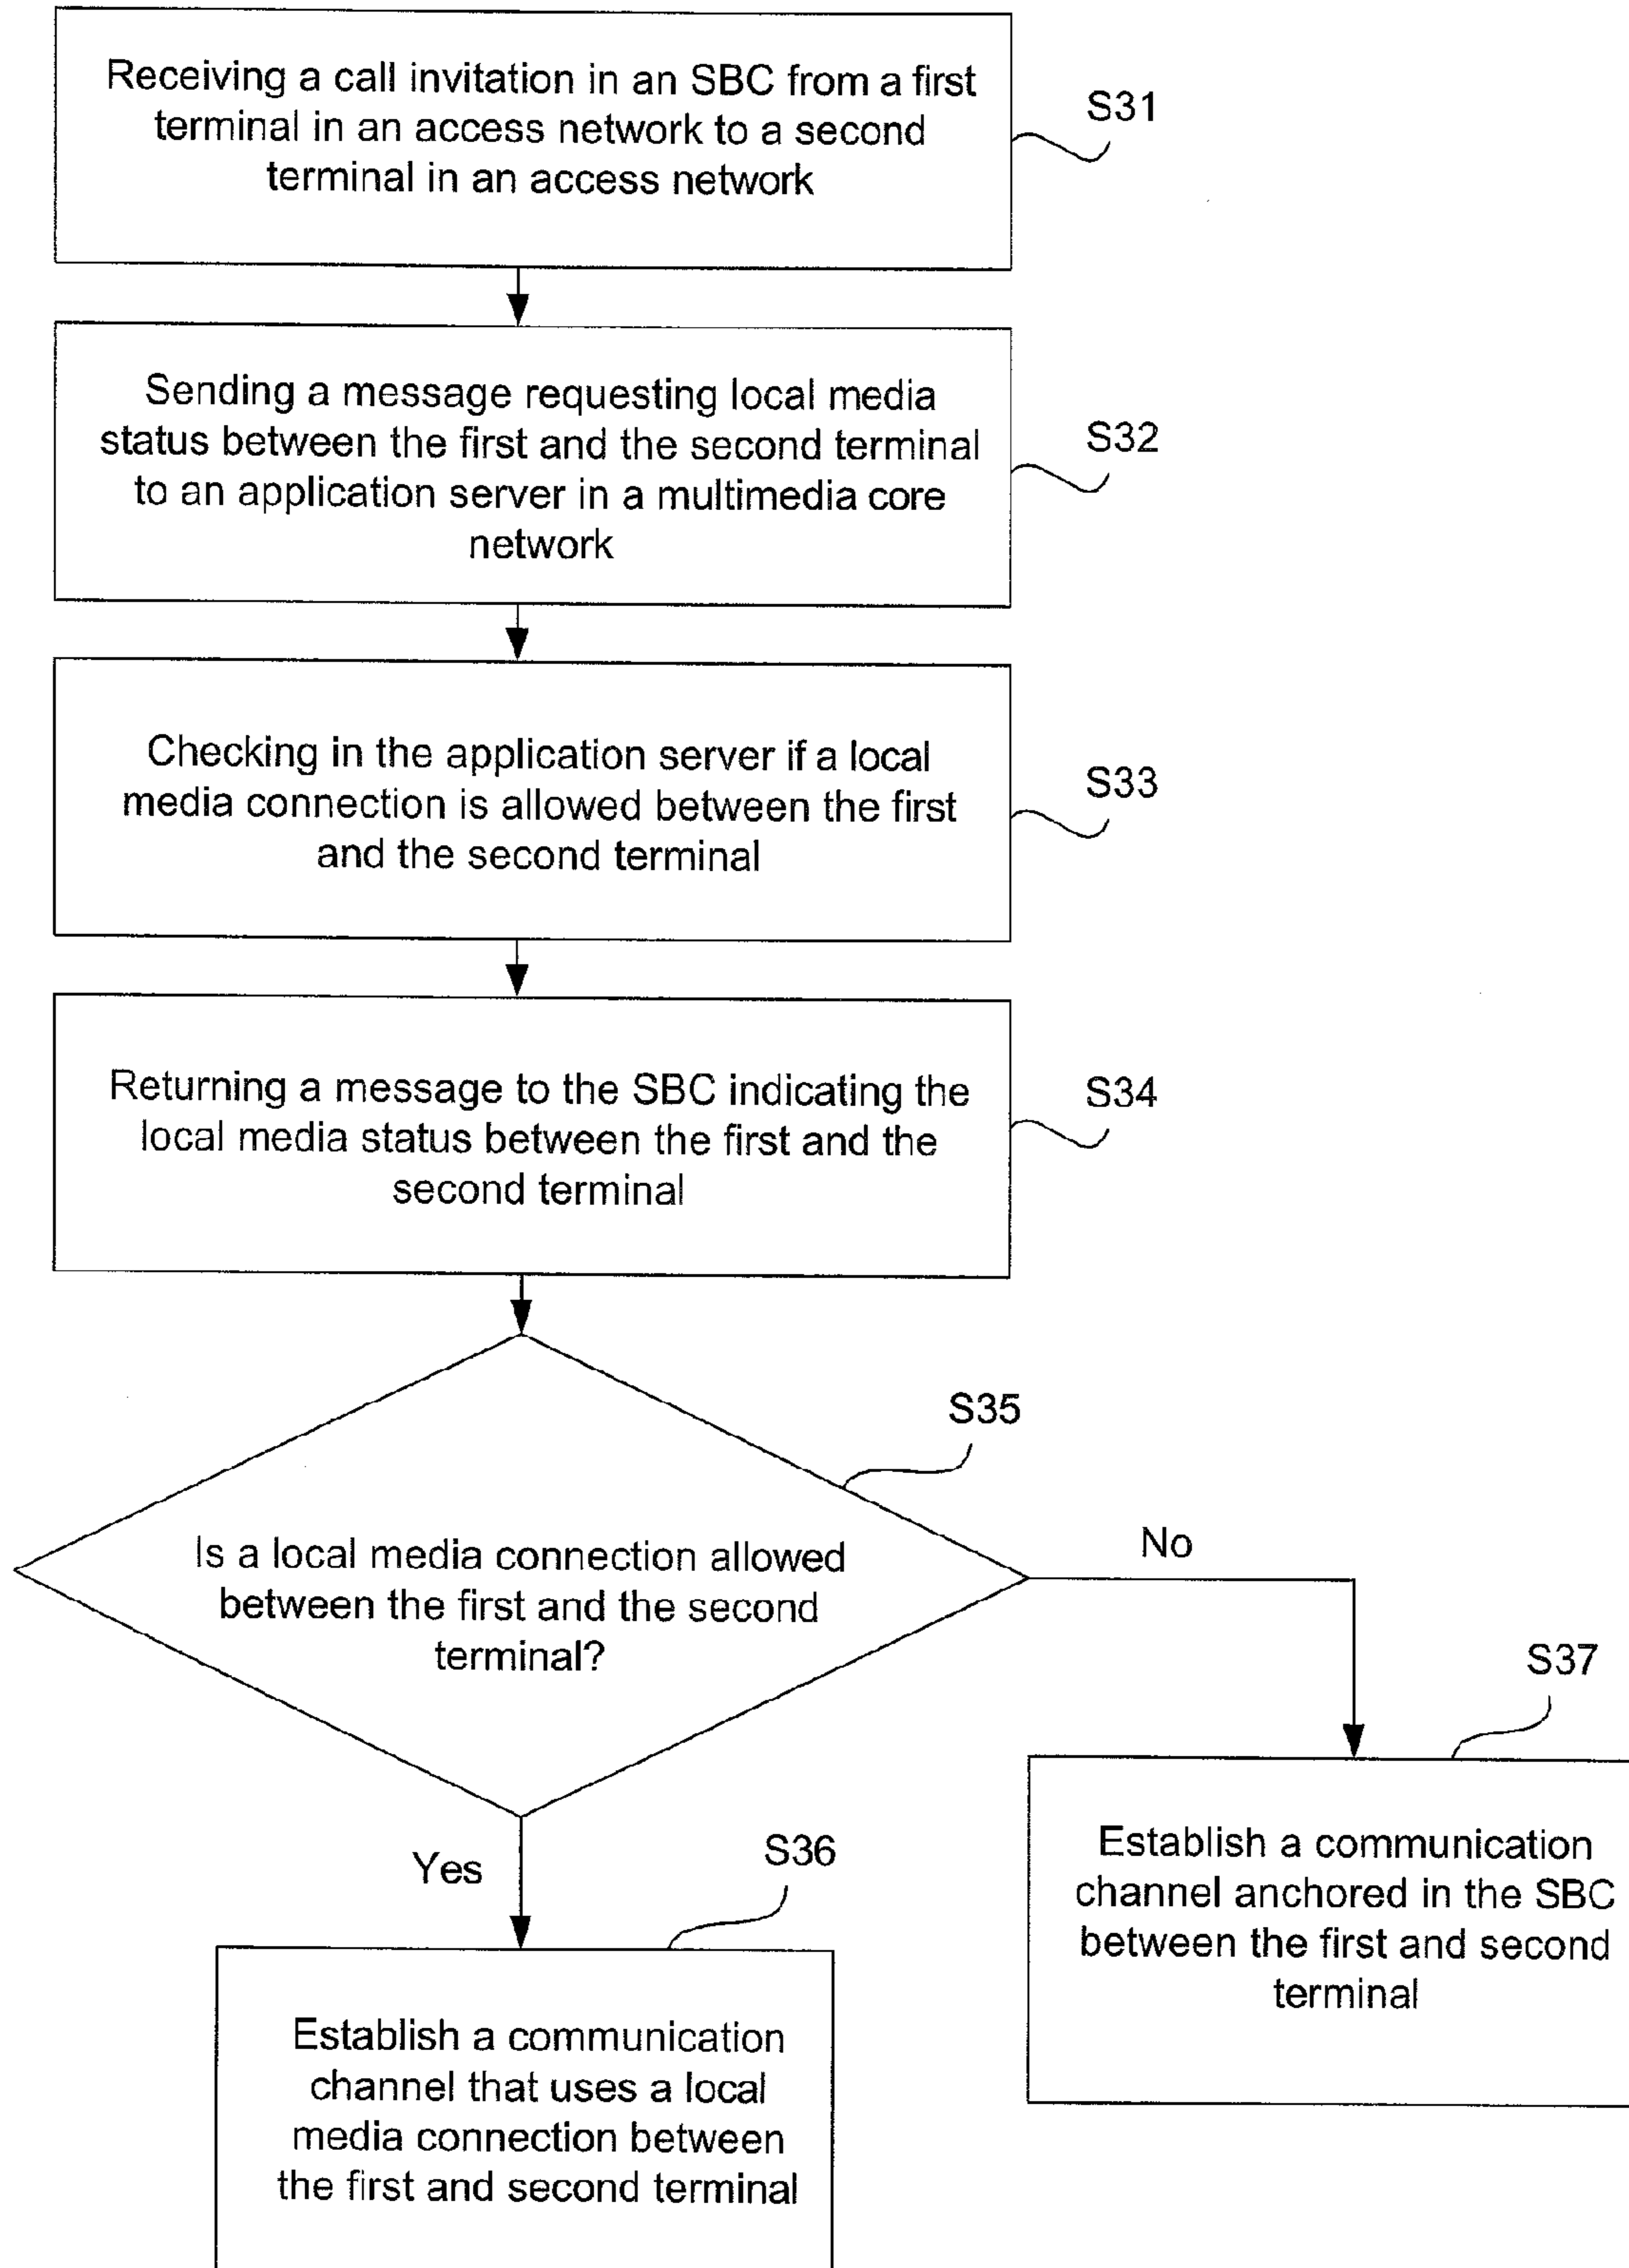 Receiving a call invitation in an SBC from a first
terminal in an access network to a second
terminal in an access network
S31
Sending a message requesting local media
status between the first and the second terminal
to an application server in a multimedia core
network
S32
Checking in the application server if a local
media connection is allowed between the first
and the second terminal
S33
Returning a message to the SBC indicating the
local media status between the first and the
second terminal
S34
S35
Is a local media connection allowed
between the first and the second
terminal?
No
Yes
S36
Establish a communication
channel that uses a local
media connection between
the first and second terminal
S37
Establish a communication
channel anchored in the SBC
between the first and second
terminal